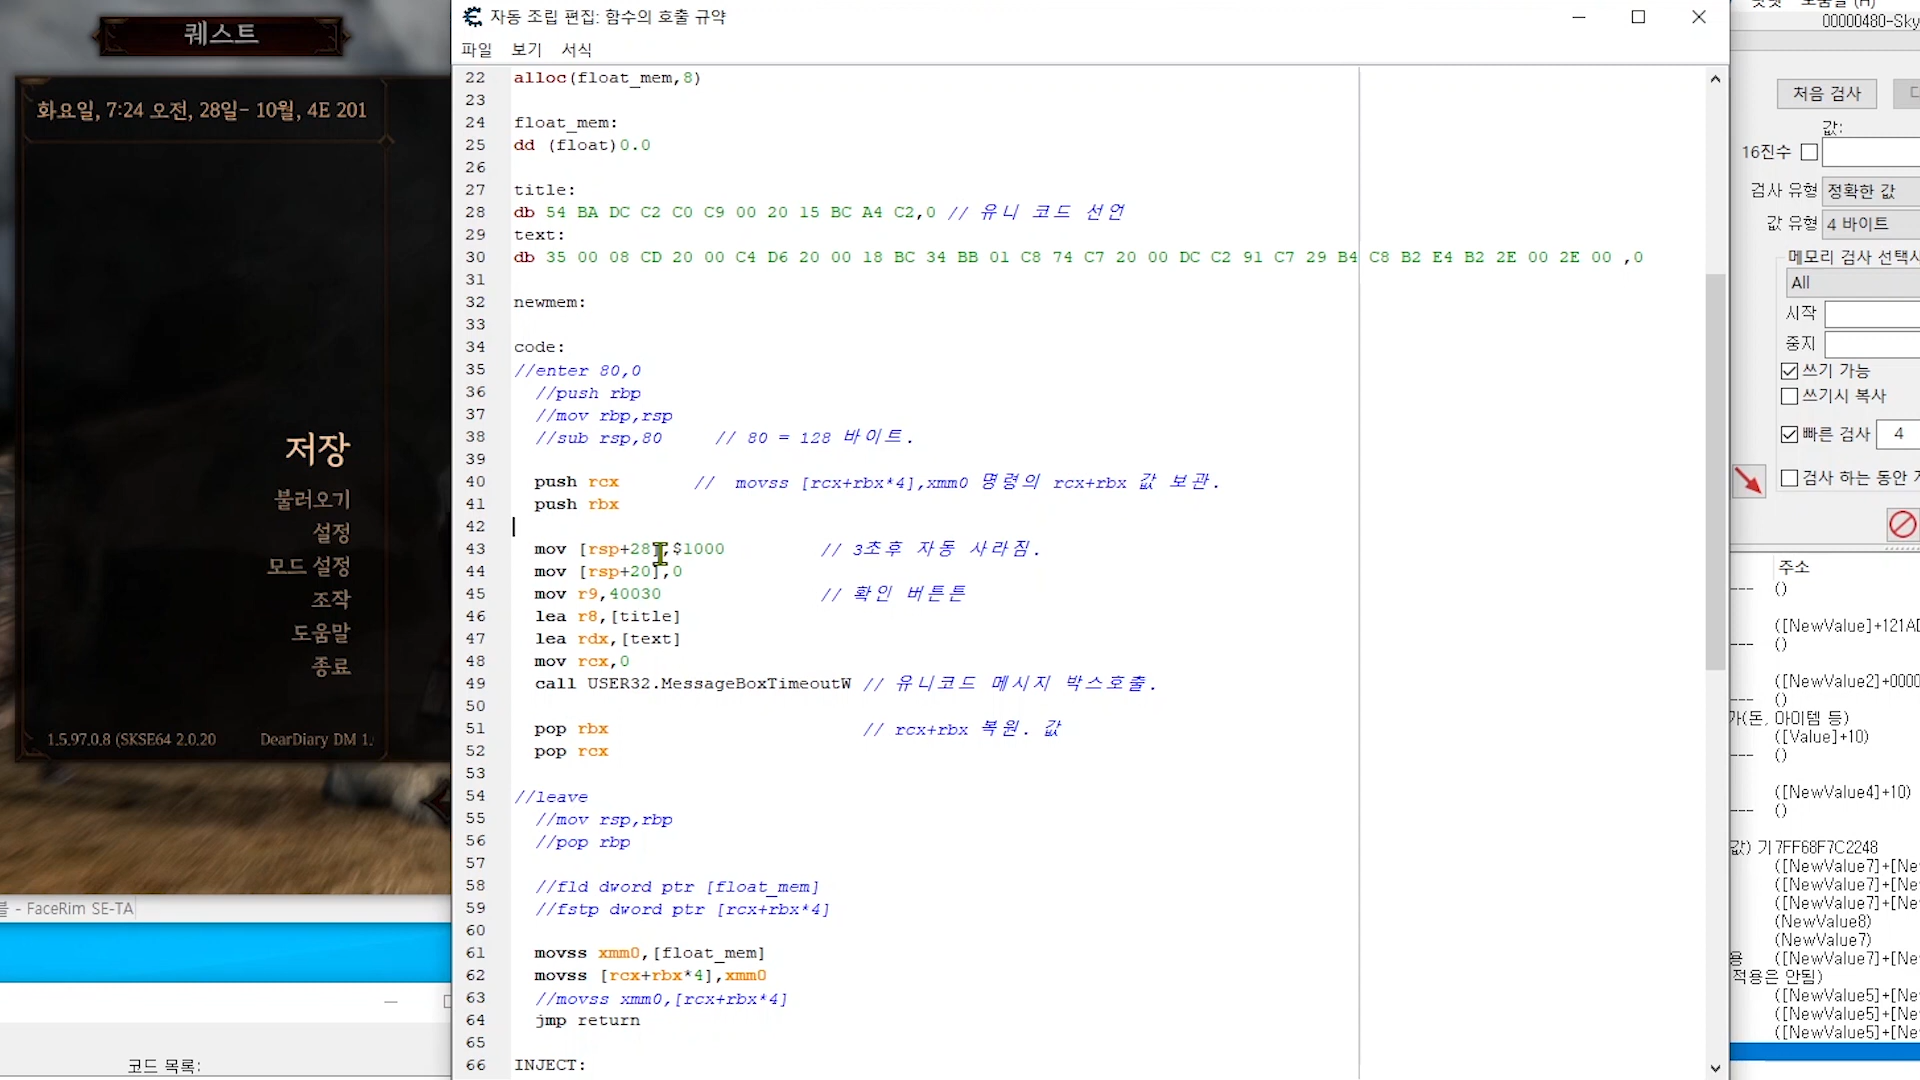 퀘스트
화요일, 7:24 오전, 28일- 10월, 4E 201
저장
불러오기
설정
모드 설정
조작
도움말
종료
1.5.97.0.8 (SKSE64 2.0.20
DearDiary DM 1.
- FaceRim SE-TA
코드 목록:
자동 조립 편집: 함수의 호출 규약
파일 보기 서식
22 alloc(float_mem,8)
23
24 float_mem:
25 dd (float)0.0
26
27 title:
28 db 54 BA DC C2 C0 C9 00 20 15 BC A4 C2,0 // 유니 코드 선언
29 text:
30 db 35 00 08 CD 20 00 C4 D6 20 00 18 BC 34 BB 01 C8 74 C7 20 00 DC C2 91 C7 29 B4 C8 B2 E4 B2 2E 00 2E 00 ,0
31
32 newmem:
33
34 code:
35 //enter 80,0
36 //push rbp
37 //mov rbp,rsp
38 //sub rsp,80 // 80 = 128 바이트.
39
40 push rcx // movss [rcx+rbx*4],xmm0 명령의 rcx+rbx 값 보관.
41 push rbx
42
43 mov [rsp+28],$1000 // 3초후 자동 사라짐.
44 mov [rsp+20],0
45 mov r9,40030 // 확인 버튼튼
46 lea r8,[title]
47 lea rdx,[text]
48 mov rcx,0
49 call USER32.MessageBoxTimeoutW // 유니코드 메시지 박스호출.
50
51 pop rbx // rcx+rbx 복원. 값
52 pop rcx
53
54 //leave
55 //mov rsp,rbp
56 //pop rbp
57
58 //fld dword ptr [float_mem]
59 //fstp dword ptr [rcx+rbx*4]
60
61 movss xmm0,[float_mem]
62 movss [rcx+rbx*4],xmm0
63 //movss xmm0,[rcx+rbx*4]
64 jmp return
65
66 INJECT:
00000480-Sky
처음 검사
값:
16진수
검사 유형 정확한 값
값 유형 4 바이트
메모리 검사 선택사
All
시작
중지
쓰기 가능
쓰기시 복사
빠른 검사 4
검사 하는 동안
주소
()
([NewValue]+121AD
()
([NewValue2]+0000
()
가(돈, 아이템 등)
([Value]+10)
()
([NewValue4]+10)
()
값) 기 7FF68F7C2248
([NewValue7]+[Ne
([NewValue7]+[Ne
([NewValue7]+[Ne
(NewValue8)
(NewValue7)
용 ([NewValue7]+[Ne
적용은 안됨)
([NewValue5]+[Ne
([NewValue5]+[Ne
([NewValue5]+[Ne